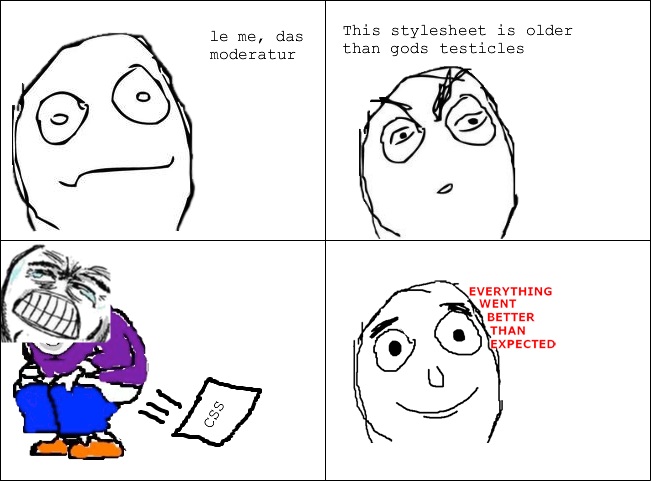 le me, das
moderatur
This stylesheet is older
than gods testicles
CSS
EVERYTHING
WENT
BETTER
THAN
EXPECTED